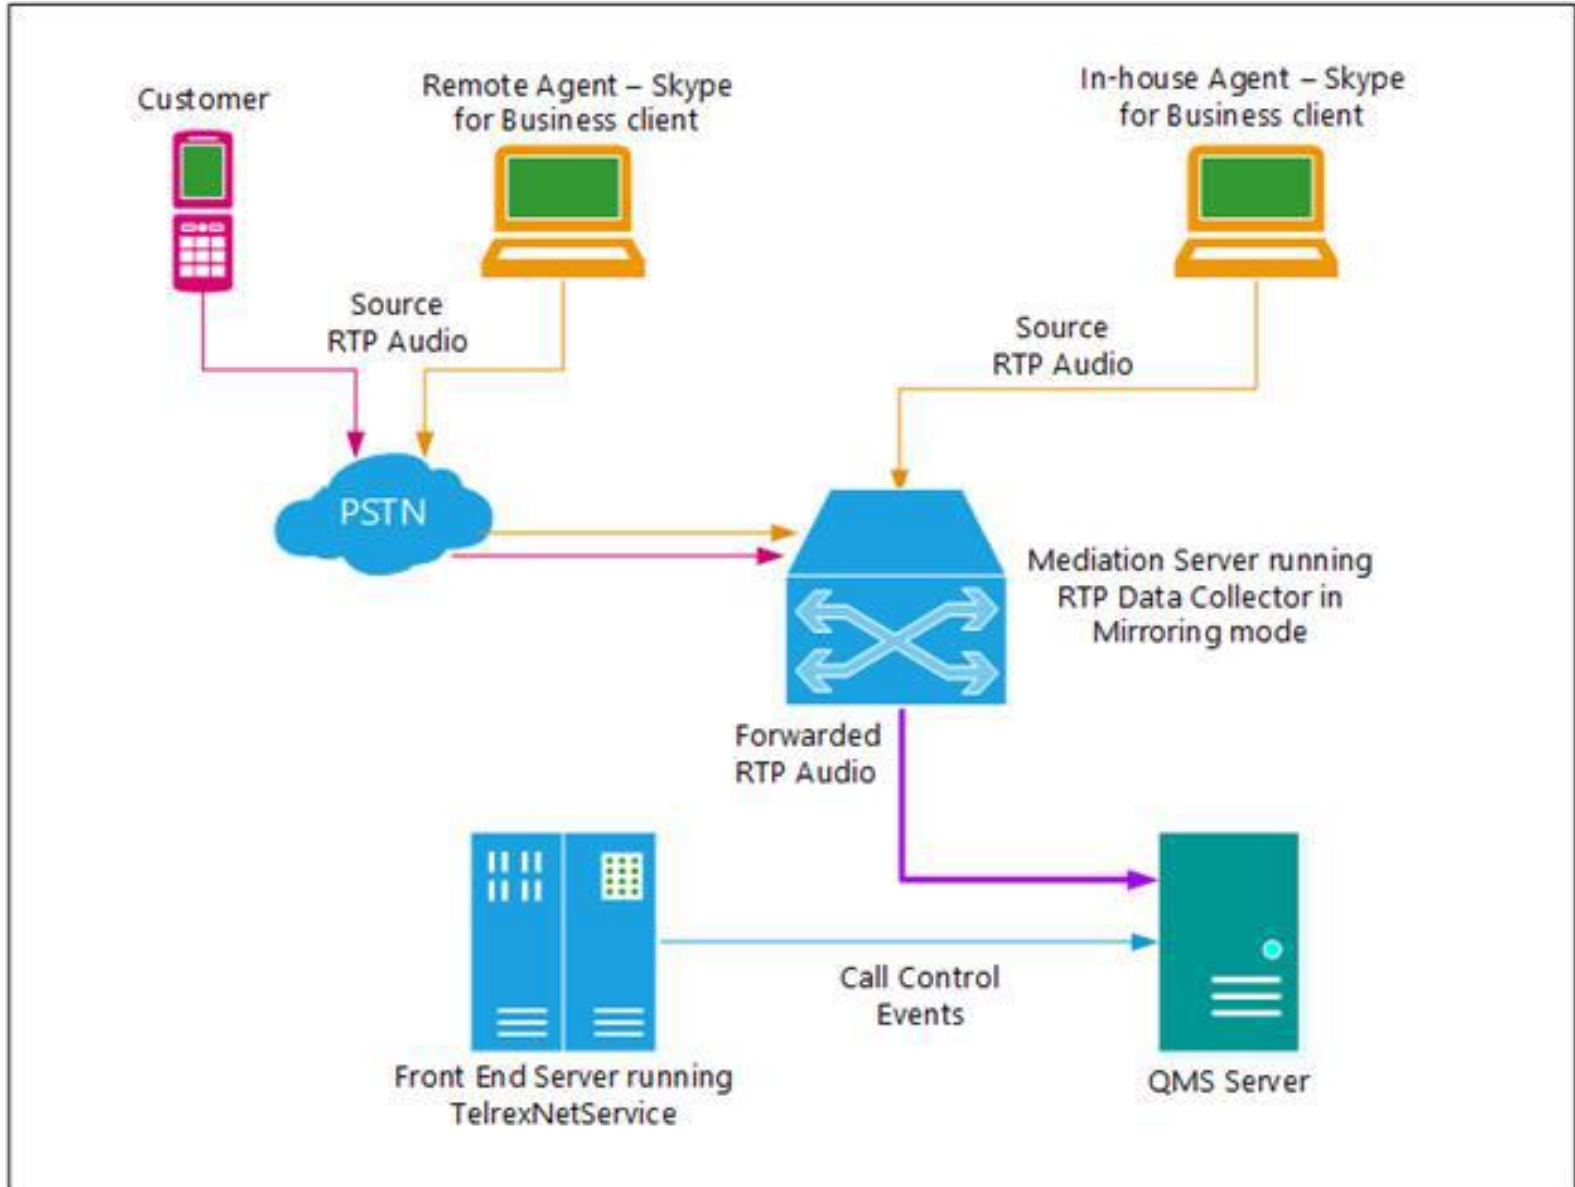 Customer
Remote Agent – Skype
for Business client
In-house Agent – Skype
for Business client
Source
RTP Audio
Source
RTP Audio
PSTN
Mediation Server running
RTP Data Collector in
Mirroring mode
Forwarded
RTP Audio
Call Control
Events
Front End Server running
TelrexNetService
QMS Server